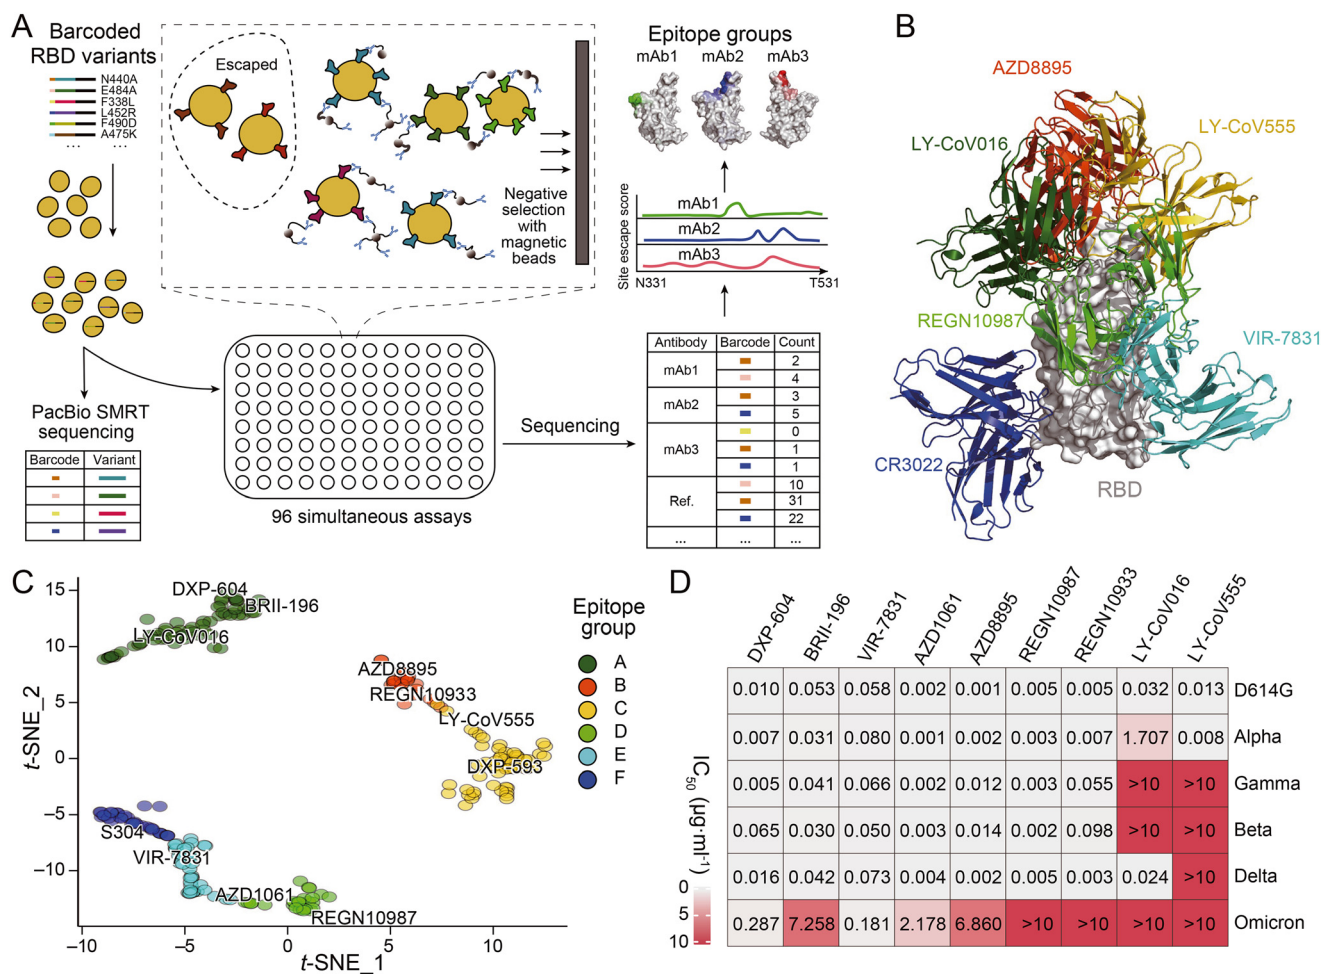 A
Barcoded
RBD variants
N440A
E484A
F338L
L452R
F490D
A475K
... ...
Escaped
Negative
selection
with
magnetic
beads
PacBio SMRT
sequencing
Barcode Variant
96 simultaneous assays
Sequencing
Epitope groups
mAb1 mAb2 mAb3
Site escape score
mAb1
mAb2
mAb3
N331 T531
Antibody Barcode Count
mAb1 2
4
mAb2 3
5
mAb3 0
1
1
Ref. 10
31
22
... ... ...
B
AZD8895
LY-CoV555
LY-CoV016
REGN10987
VIR-7831
CR3022
RBD
C
t-SNE_2
15
10
5
0
−5
−10
−10 −5 0 5 10
t-SNE_1
DXP-604
BRII-196
LY-CoV016
AZD8895
REGN10933
LY-CoV555
DXP-593
S304
VIR-7831
AZD1061
REGN10987
Epitope
group
A
B
C
D
E
F
D
DXP-604 BRII-196 VIR-7831 AZD1061 AZD8895 REGN10987 REGN10933 LY-CoV016 LY-CoV555
0.010 0.053 0.058 0.002 0.001 0.005 0.005 0.032 0.013 D614G
0.007 0.031 0.080 0.001 0.002 0.003 0.007 1.707 0.008 Alpha
0.005 0.041 0.066 0.002 0.012 0.003 0.055 >10 >10 Gamma
0.065 0.030 0.050 0.003 0.014 0.002 0.098 >10 >10 Beta
0.016 0.042 0.073 0.004 0.002 0.005 0.003 0.024 >10 Delta
0.287 7.258 0.181 2.178 6.860 >10 >10 >10 >10 Omicron
IC50 (µg·ml-1)
0
5
10